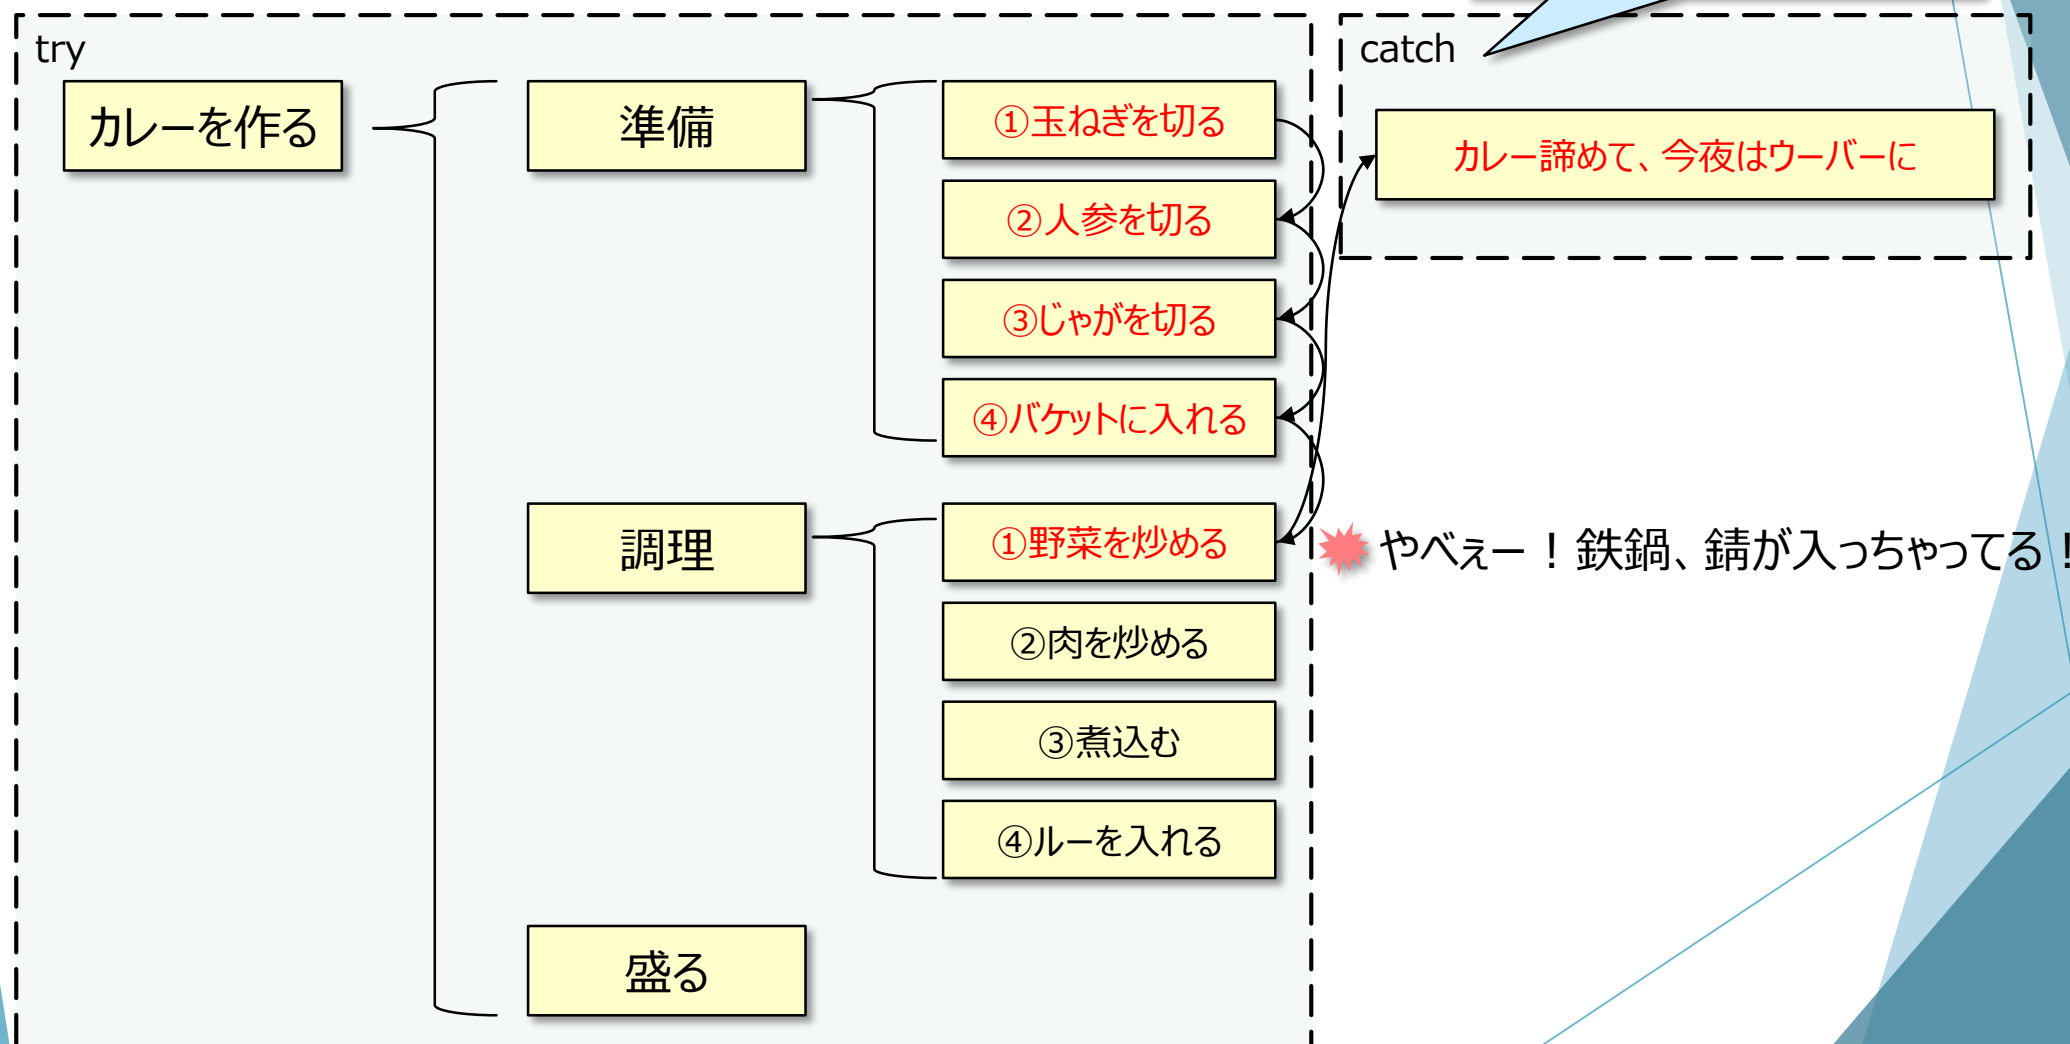 try
カレーを作る
準備
①玉ねぎを切る
②人参を切る
③じゃがを切る
④バケットに入れる
調理
①野菜を炒める
②肉を炒める
③煮込む
④ルーを入れる
盛る
catch
カレー諦めて、今夜はウーバーに
やべぇー！鉄鍋、錆が入っちゃってる！